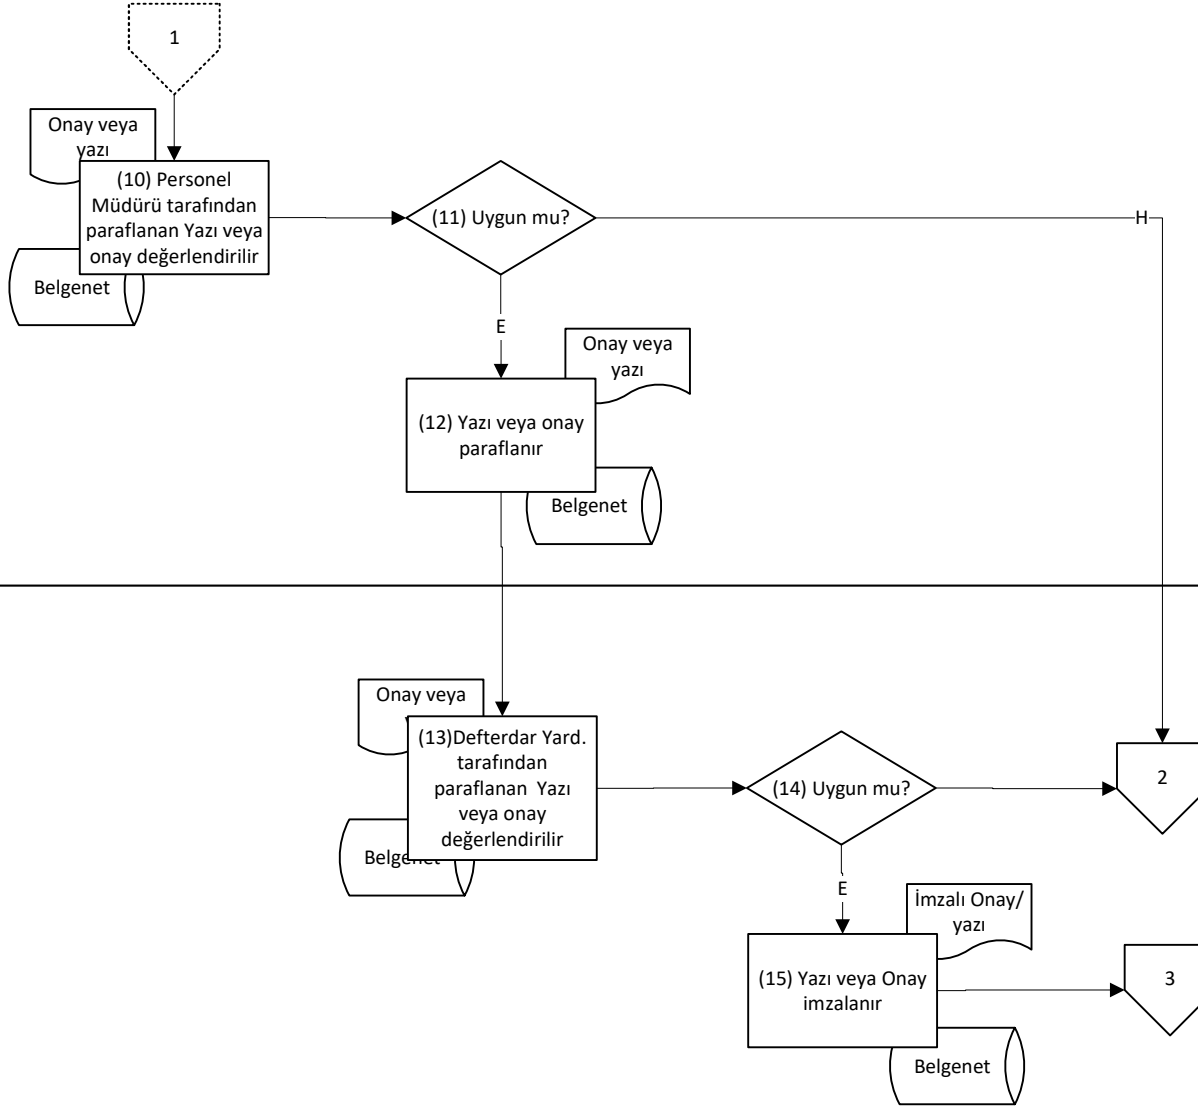 1
Onay veya
yazı
(10) Personel
Müdürü tarafından
paraflanan Yazı veya
onay değerlendirilir
Belgenet
(11) Uygun mu?
H
E
Onay veya
yazı
(12) Yazı veya onay
paraflanır
Belgenet
Onay veya
(13)Defterdar Yard.
tarafından
paraflanan Yazı
veya onay
değerlendirilir
Belgenet
(14) Uygun mu?
2
E
İmzalı Onay/
yazı
(15) Yazı veya Onay
imzalanır
3
Belgenet